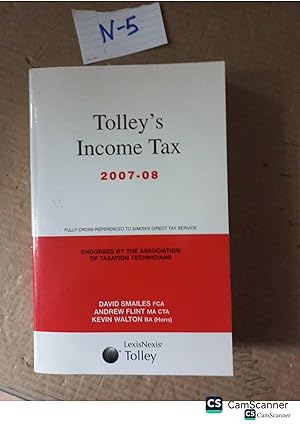 N-5
Tolley's
Income Tax
2007-08
FULLY CROSS-REFERENCED TO SIMON'S DIRECT TAX SERVICE
ENDORSED BY THE ASSOCIATION
OF TAXATION TECHNICIANS
DAVID SMAILES FCA
ANDREW FLINT MA CTA
KEVIN WALTON BA (Hons)
LexisNexis®
Tolley
CS CamScanner
CS CamScanner